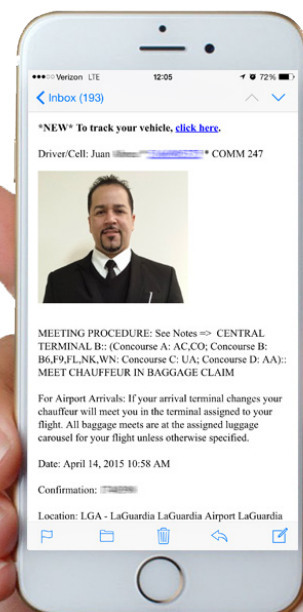 Verizon LTE 12:05 72%
Inbox (193)
*NEW* To track your vehicle, click here.
Driver/Cell: Juan * COMM 247
MEETING PROCEDURE: See Notes => CENTRAL
TERMINAL B:: (Concourse A: AC,CO; Concourse B:
B6,F9,FL,NK,WN: Concourse C: UA; Concourse D: AA)::
MEET CHAUFFEUR IN BAGGAGE CLAIM
For Airport Arrivals: If your arrival terminal changes your
chauffeur will meet you in the terminal assigned to your
flight. All baggage meets are at the assigned luggage
carousel for your flight unless otherwise specified.
Date: April 14, 2015 10:58 AM
Confirmation:
Location: LGA - LaGuardia LaGuardia Airport LaGuardia